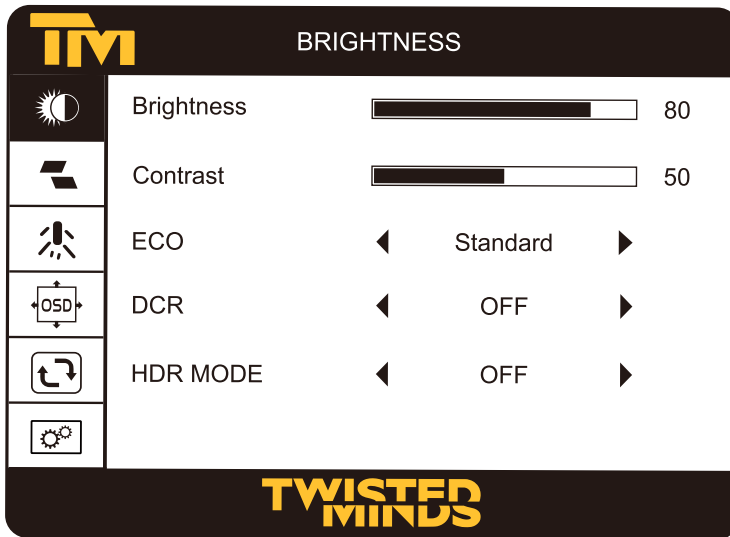 TM
BRIGHTNESS
Brightness 80
Contrast 50
ECO Standard
OSD
DCR OFF
HDR MODE OFF
TWISTED
MINDS